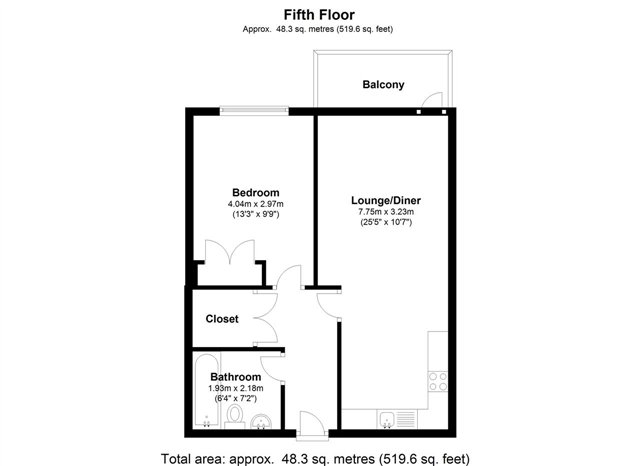 Fifth Floor
Approx. 48.3 sq. metres (519.6 sq. feet)
Balcony
Bedroom
4.04m x 2.97m
(13'3" x 9'9")
Lounge/Diner
7.75m x 3.23m
(25'5" x 10'7")
Closet
Bathroom
1.93m x 2.18m
(6'4" x 7'2")
Total area: approx. 48.3 sq. metres (519.6 sq. feet)